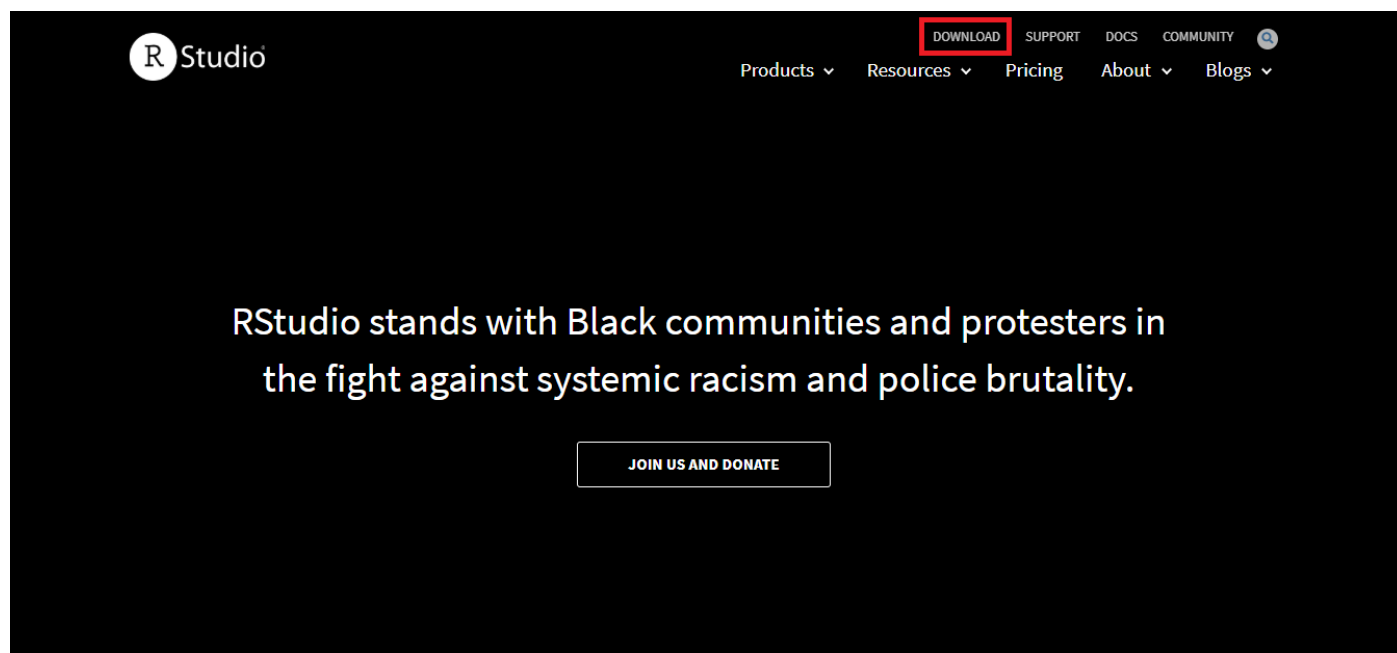 R Studio
DOWNLOAD SUPPORT DOCS COMMUNITY
Products Resources Pricing About Blogs
RStudio stands with Black communities and protesters in
the fight against systemic racism and police brutality.
JOIN US AND DONATE